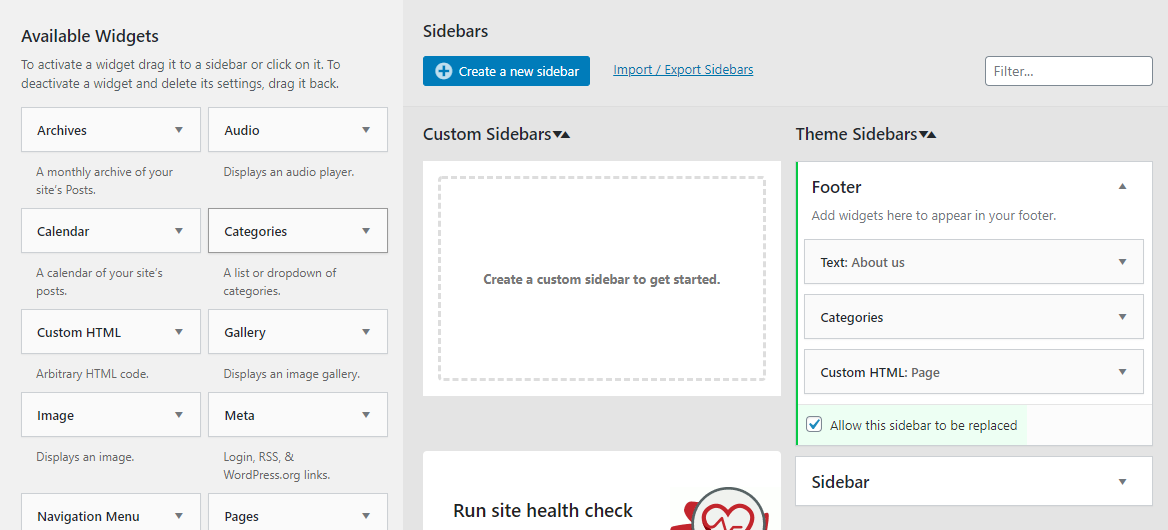 Available Widgets
To activate a widget drag it to a sidebar or click on it. To
deactivate a widget and delete its settings, drag it back.
Archives
A monthly archive of your
site's Posts.
Audio
Displays an audio player.
Calendar
A calendar of your site's
posts.
Categories
A list or dropdown of
categories.
Custom HTML
Arbitrary HTML code.
Gallery
Displays an image gallery.
Image
Displays an image.
Meta
Login, RSS, &
WordPress.org links.
Navigation Menu
Pages
Sidebars
Create a new sidebar
Import / Export Sidebars
Filter...
Custom Sidebars
Create a custom sidebar to get started.
Run site health check
Theme Sidebars
Footer
Add widgets here to appear in your footer.
Text: About us
Categories
Custom HTML: Page
Allow this sidebar to be replaced
Sidebar